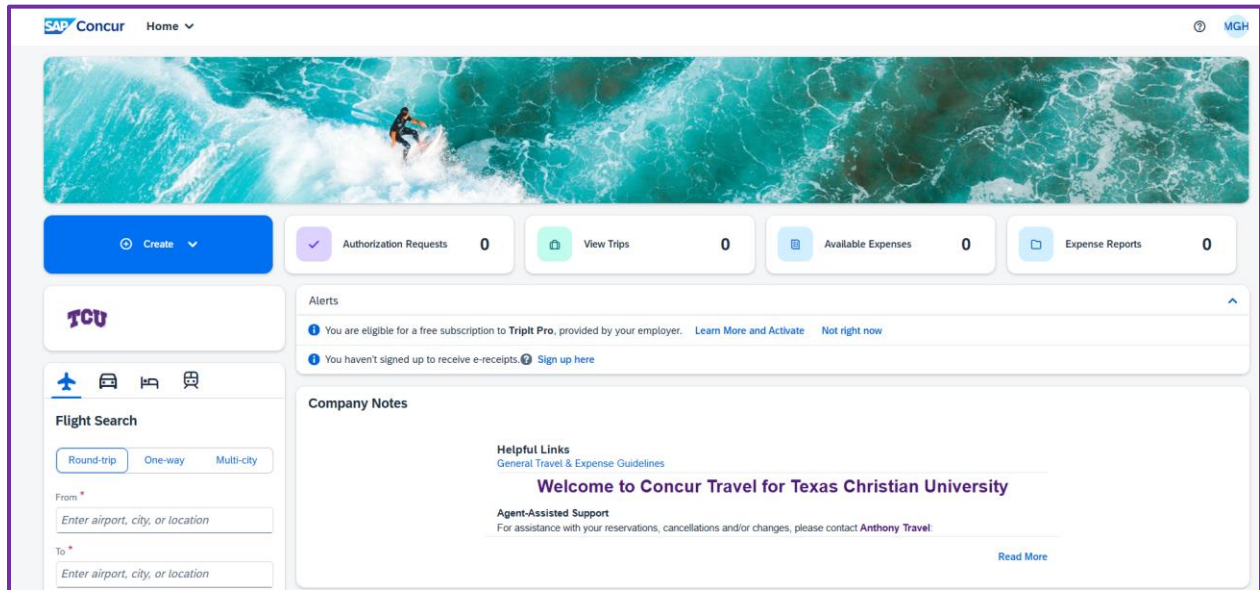 SAP Concur Home
MGH
Create
Authorization Requests 0
View Trips 0
Available Expenses 0
Expense Reports 0
TCU
Alerts
You are eligible for a free subscription to TripIt Pro, provided by your employer. Learn More and Activate Not right now
You haven't signed up to receive e-receipts. Sign up here
Flight Search
Round-trip One-way Multi-city
From *
Enter airport, city, or location
To *
Enter airport, city, or location
Company Notes
Helpful Links
General Travel & Expense Guidelines
Welcome to Concur Travel for Texas Christian University
Agent-Assisted Support
For assistance with your reservations, cancellations and/or changes, please contact Anthony Travel:
Read More